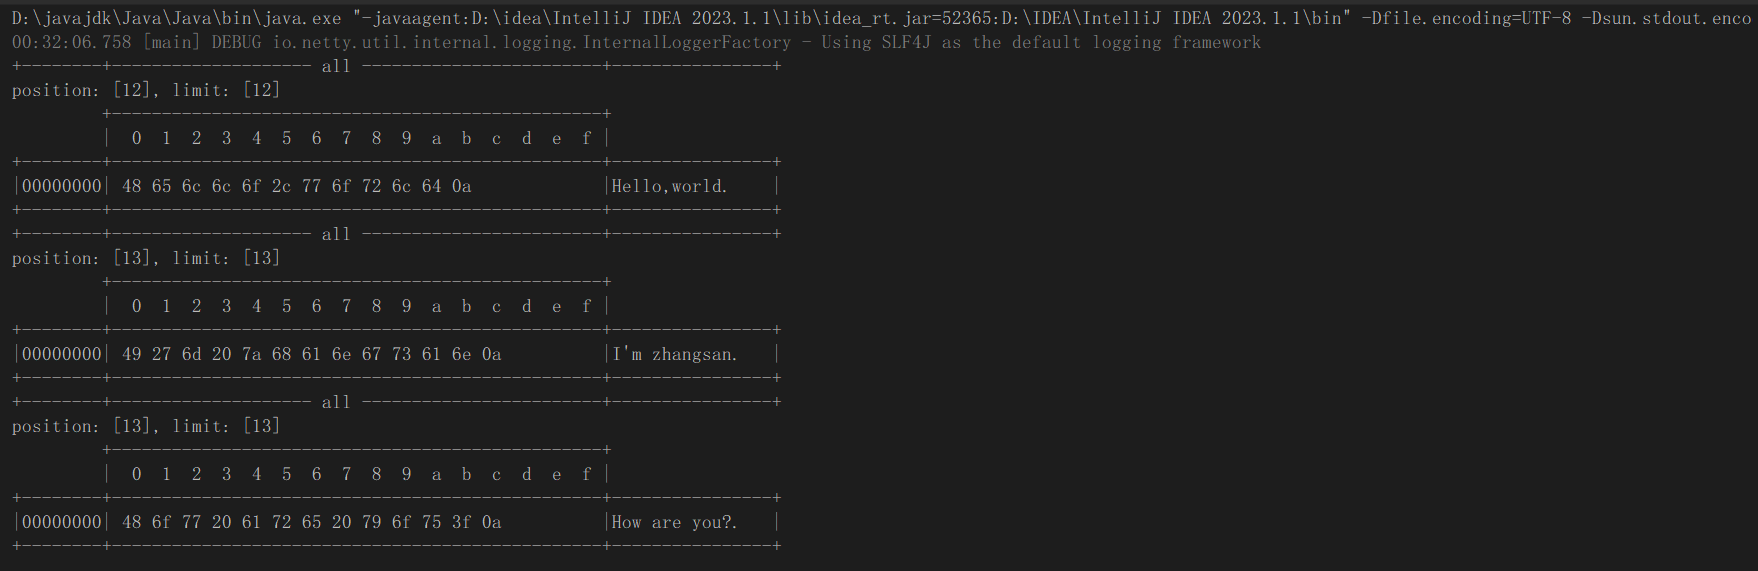 D:\javajdk\Java\Java\bin\java.exe "-javaagent:D:\idea\IntelliJ IDEA 2023.1.1\lib\idea_rt.jar=52365:D:\IDEA\IntelliJ IDEA 2023.1.1\bin" -Dfile.encoding=UTF-8 -Dsun.stdout.enco
00:32:06.758 [main] DEBUG io.netty.util.internal.logging.InternalLoggerFactory - Using SLF4J as the default logging framework
+--------+-------------------- all ------------------------+----------------+
position: [12], limit: [12]
         +-------------------------------------------------+
         |  0  1  2  3  4  5  6  7  8  9  a  b  c  d  e  f |
+--------+-------------------------------------------------+----------------+
|00000000| 48 65 6c 6c 6f 2c 77 6f 72 6c 64 0a             |Hello,world.    |
+--------+-------------------------------------------------+----------------+
+--------+-------------------- all ------------------------+----------------+
position: [13], limit: [13]
         +-------------------------------------------------+
         |  0  1  2  3  4  5  6  7  8  9  a  b  c  d  e  f |
+--------+-------------------------------------------------+----------------+
|00000000| 49 27 6d 20 7a 68 61 6e 67 73 61 6e 0a          |I'm zhangsan.   |
+--------+-------------------------------------------------+----------------+
+--------+-------------------- all ------------------------+----------------+
position: [13], limit: [13]
         +-------------------------------------------------+
         |  0  1  2  3  4  5  6  7  8  9  a  b  c  d  e  f |
+--------+-------------------------------------------------+----------------+
|00000000| 48 6f 77 20 61 72 65 20 79 6f 75 3f 0a          |How are you?.   |
+--------+-------------------------------------------------+----------------+